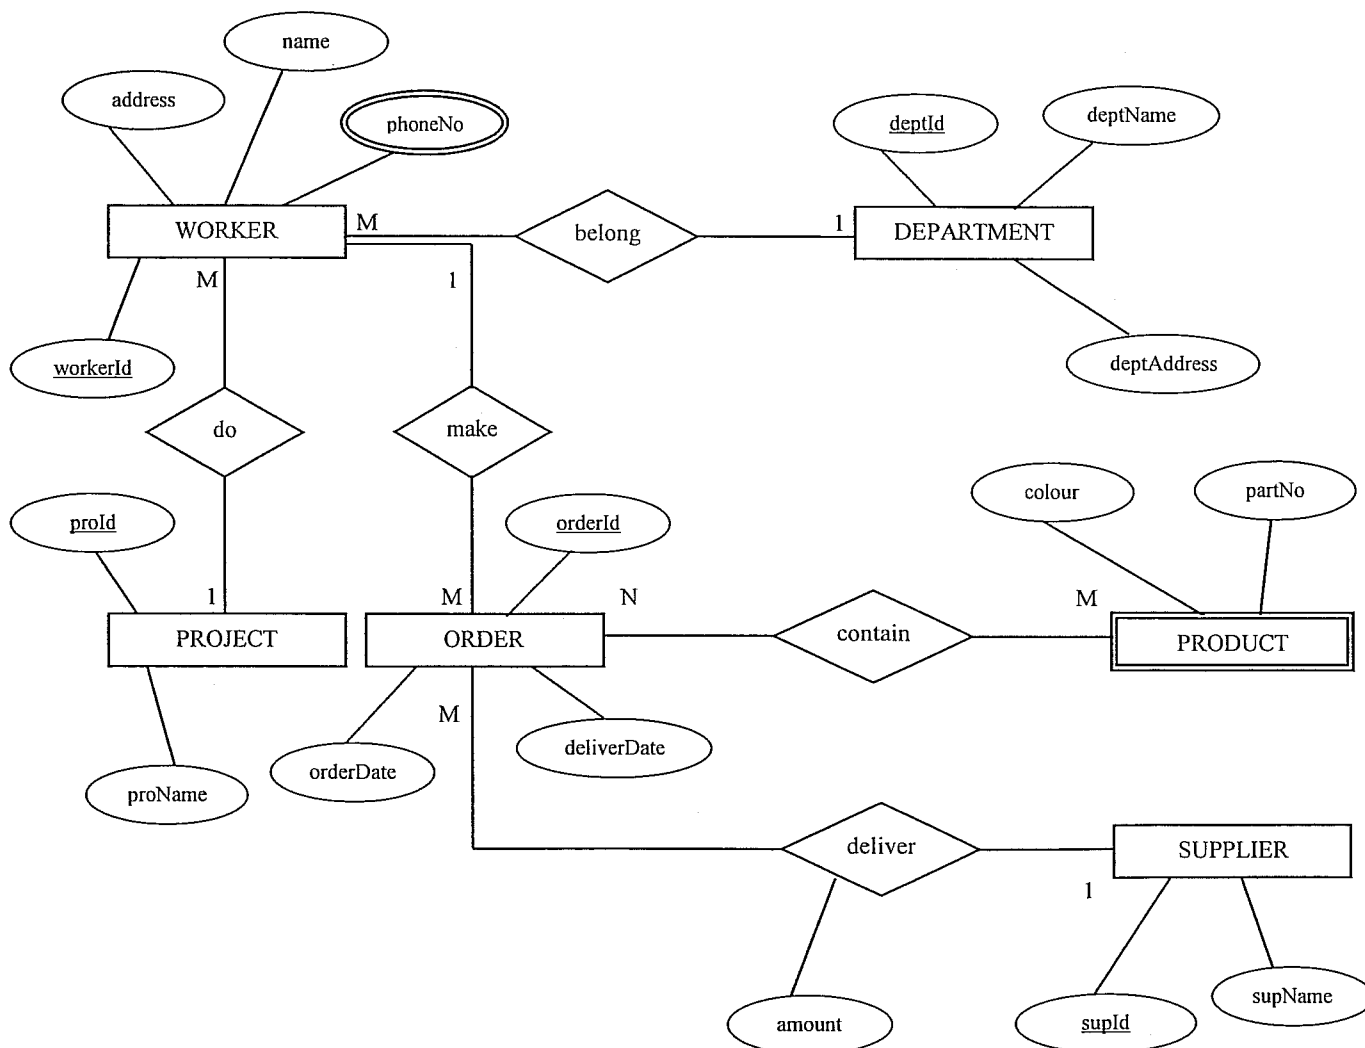 name
address
phoneNo
deptId
deptName
WORKER
M
belong
1
DEPARTMENT
M
1
workerId
deptAddress
do
make
proId
orderId
colour
partNo
1
M
N
M
PROJECT
ORDER
contain
PRODUCT
M
deliverDate
orderDate
proName
deliver
SUPPLIER
1
amount
supId
supName